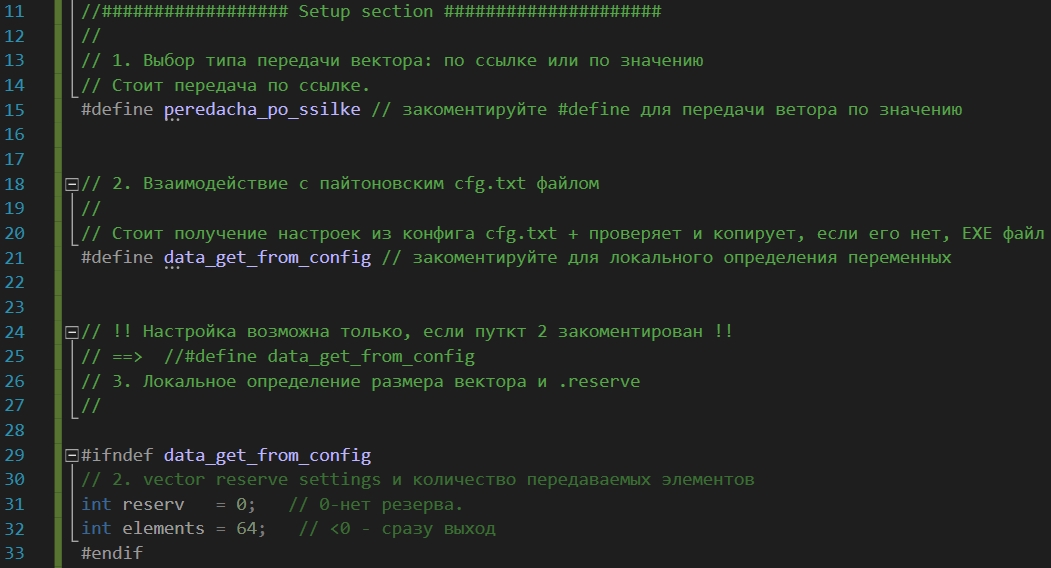 11 //################## Setup section #####################
12 //
13 // 1. Выбор типа передачи вектора: по ссылке или по значению
14 // Стоит передача по ссылке.
15 #define peredacha_po_ssilke // закоментируйте #define для передачи ветора по значению
16
17
18 // 2. Взаимодействие с пайтоновским cfg.txt файлом
19 //
20 // Стоит получение настроек из конфига cfg.txt + проверяет и копирует, если его нет, EXE файл
21 #define data_get_from_config // закоментируйте для локального определения переменных
22
23
24 // !! Настройка возможна только, если путкт 2 закоментирован !!
25 // ==>  //#define data_get_from_config
26 // 3. Локальное определение размера вектора и .reserve
27 //
28
29 #ifndef data_get_from_config
30 // 2. vector reserve settings и количество передаваемых элементов
31 int reserv   = 0;   // 0-нет резерва.
32 int elements = 64;   // <0 - сразу выход
33 #endif